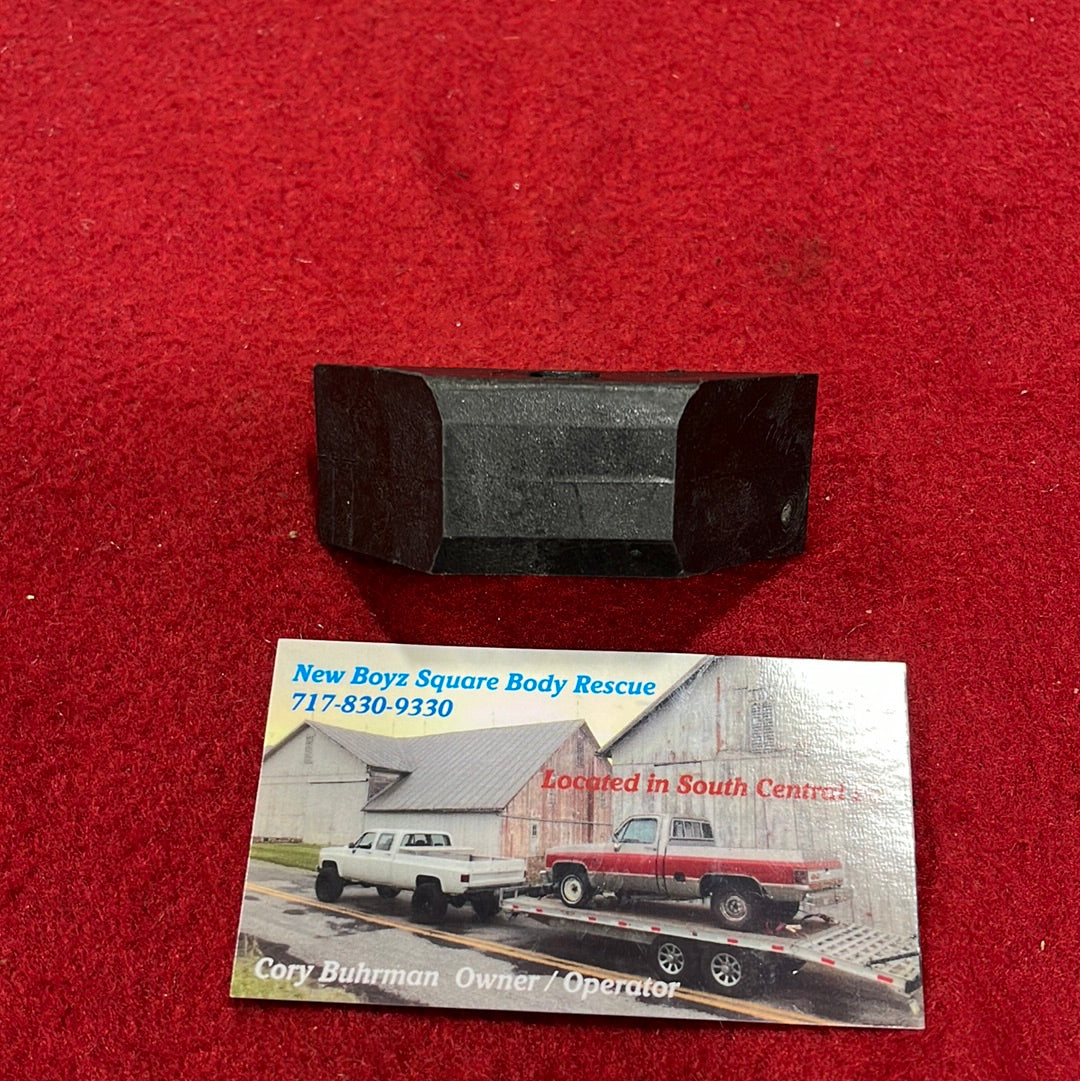 New Boyz Square Body Rescue
717-830-9330
Located in South Central
Cory Buhrman Owner / Operator